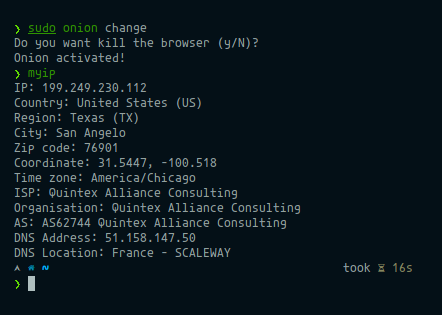 ❯ sudo onion change
Do you want kill the browser (y/N)?
Onion activated!
❯ myip
IP: 199.249.230.112
Country: United States (US)
Region: Texas (TX)
City: San Angelo
Zip code: 76901
Coordinate: 31.5447, -100.518
Time zone: America/Chicago
ISP: Quintex Alliance Consulting
Organisation: Quintex Alliance Consulting
AS: AS62744 Quintex Alliance Consulting
DNS Address: 51.158.147.50
DNS Location: France - SCALEWAY
took ⏳ 16s
❯